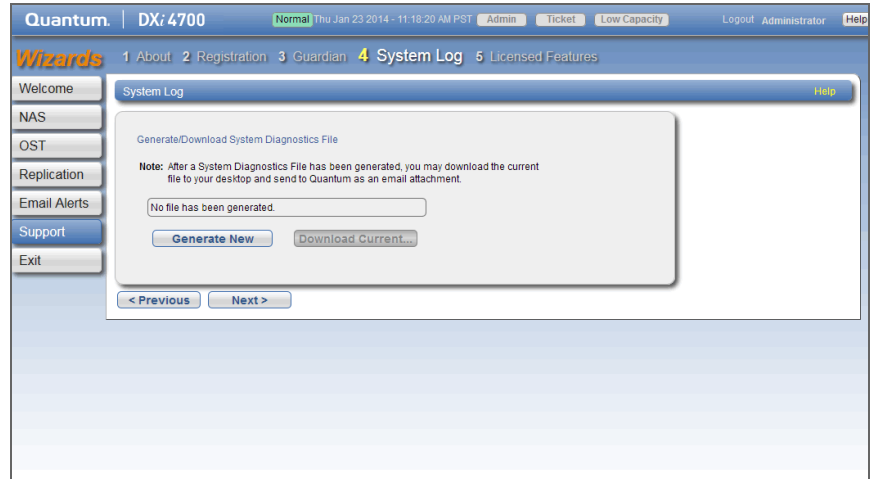 Quantum. DXi 4700 Normal Thu Jan 23 2014 - 11:18:20 AM PST Admin Ticket Low Capacity Logout Administrator Help
Wizards 1 About 2 Registration 3 Guardian 4 System Log 5 Licensed Features
Welcome
NAS
OST
Replication
Email Alerts
Support
Exit
System Log Help
Generate/Download System Diagnostics File
Note: After a System Diagnostics File has been generated, you may download the current
file to your desktop and send to Quantum as an email attachment.
No file has been generated.
Generate New Download Current...
< Previous Next >